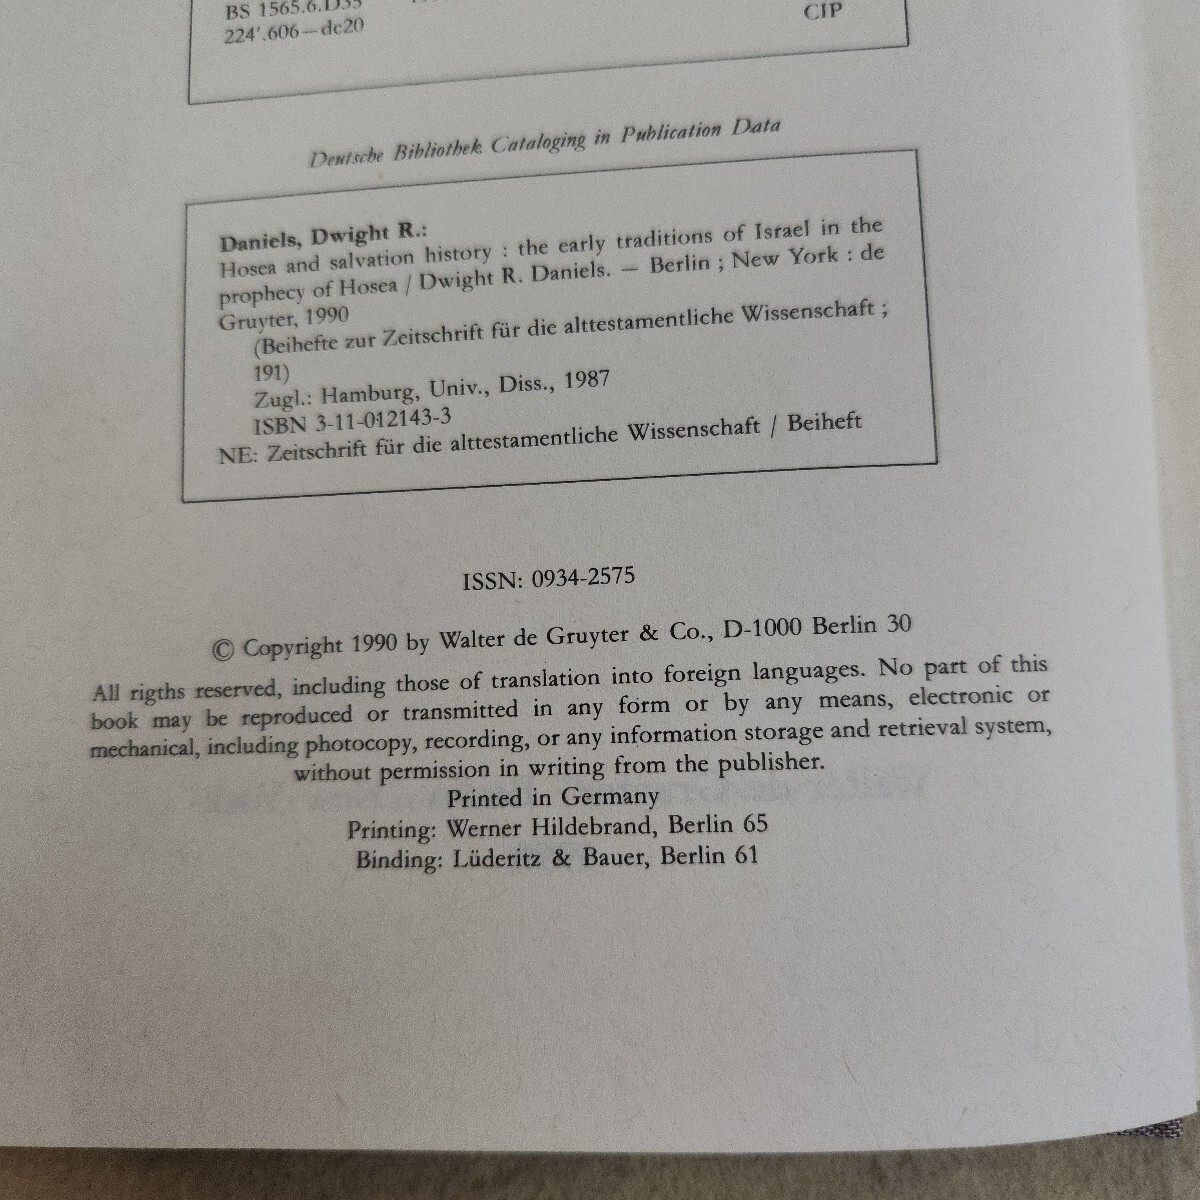 BS 1565.6.D35
224'.606—dc20
CIP
Deutsche Bibliothek Cataloging in Publication Data
Daniels, Dwight R.:
Hosea and salvation history : the early traditions of Israel in the
prophecy of Hosea / Dwight R. Daniels. — Berlin ; New York : de
Gruyter, 1990
(Beihefte zur Zeitschrift für die alttestamentliche Wissenschaft ;
191)
Zugl.: Hamburg, Univ., Diss., 1987
ISBN 3-11-012143-3
NE: Zeitschrift für die alttestamentliche Wissenschaft / Beiheft
ISSN: 0934-2575
© Copyright 1990 by Walter de Gruyter & Co., D-1000 Berlin 30
All rigths reserved, including those of translation into foreign languages. No part of this
book may be reproduced or transmitted in any form or by any means, electronic or
mechanical, including photocopy, recording, or any information storage and retrieval system,
without permission in writing from the publisher.
Printed in Germany
Printing: Werner Hildebrand, Berlin 65
Binding: Lüderitz & Bauer, Berlin 61